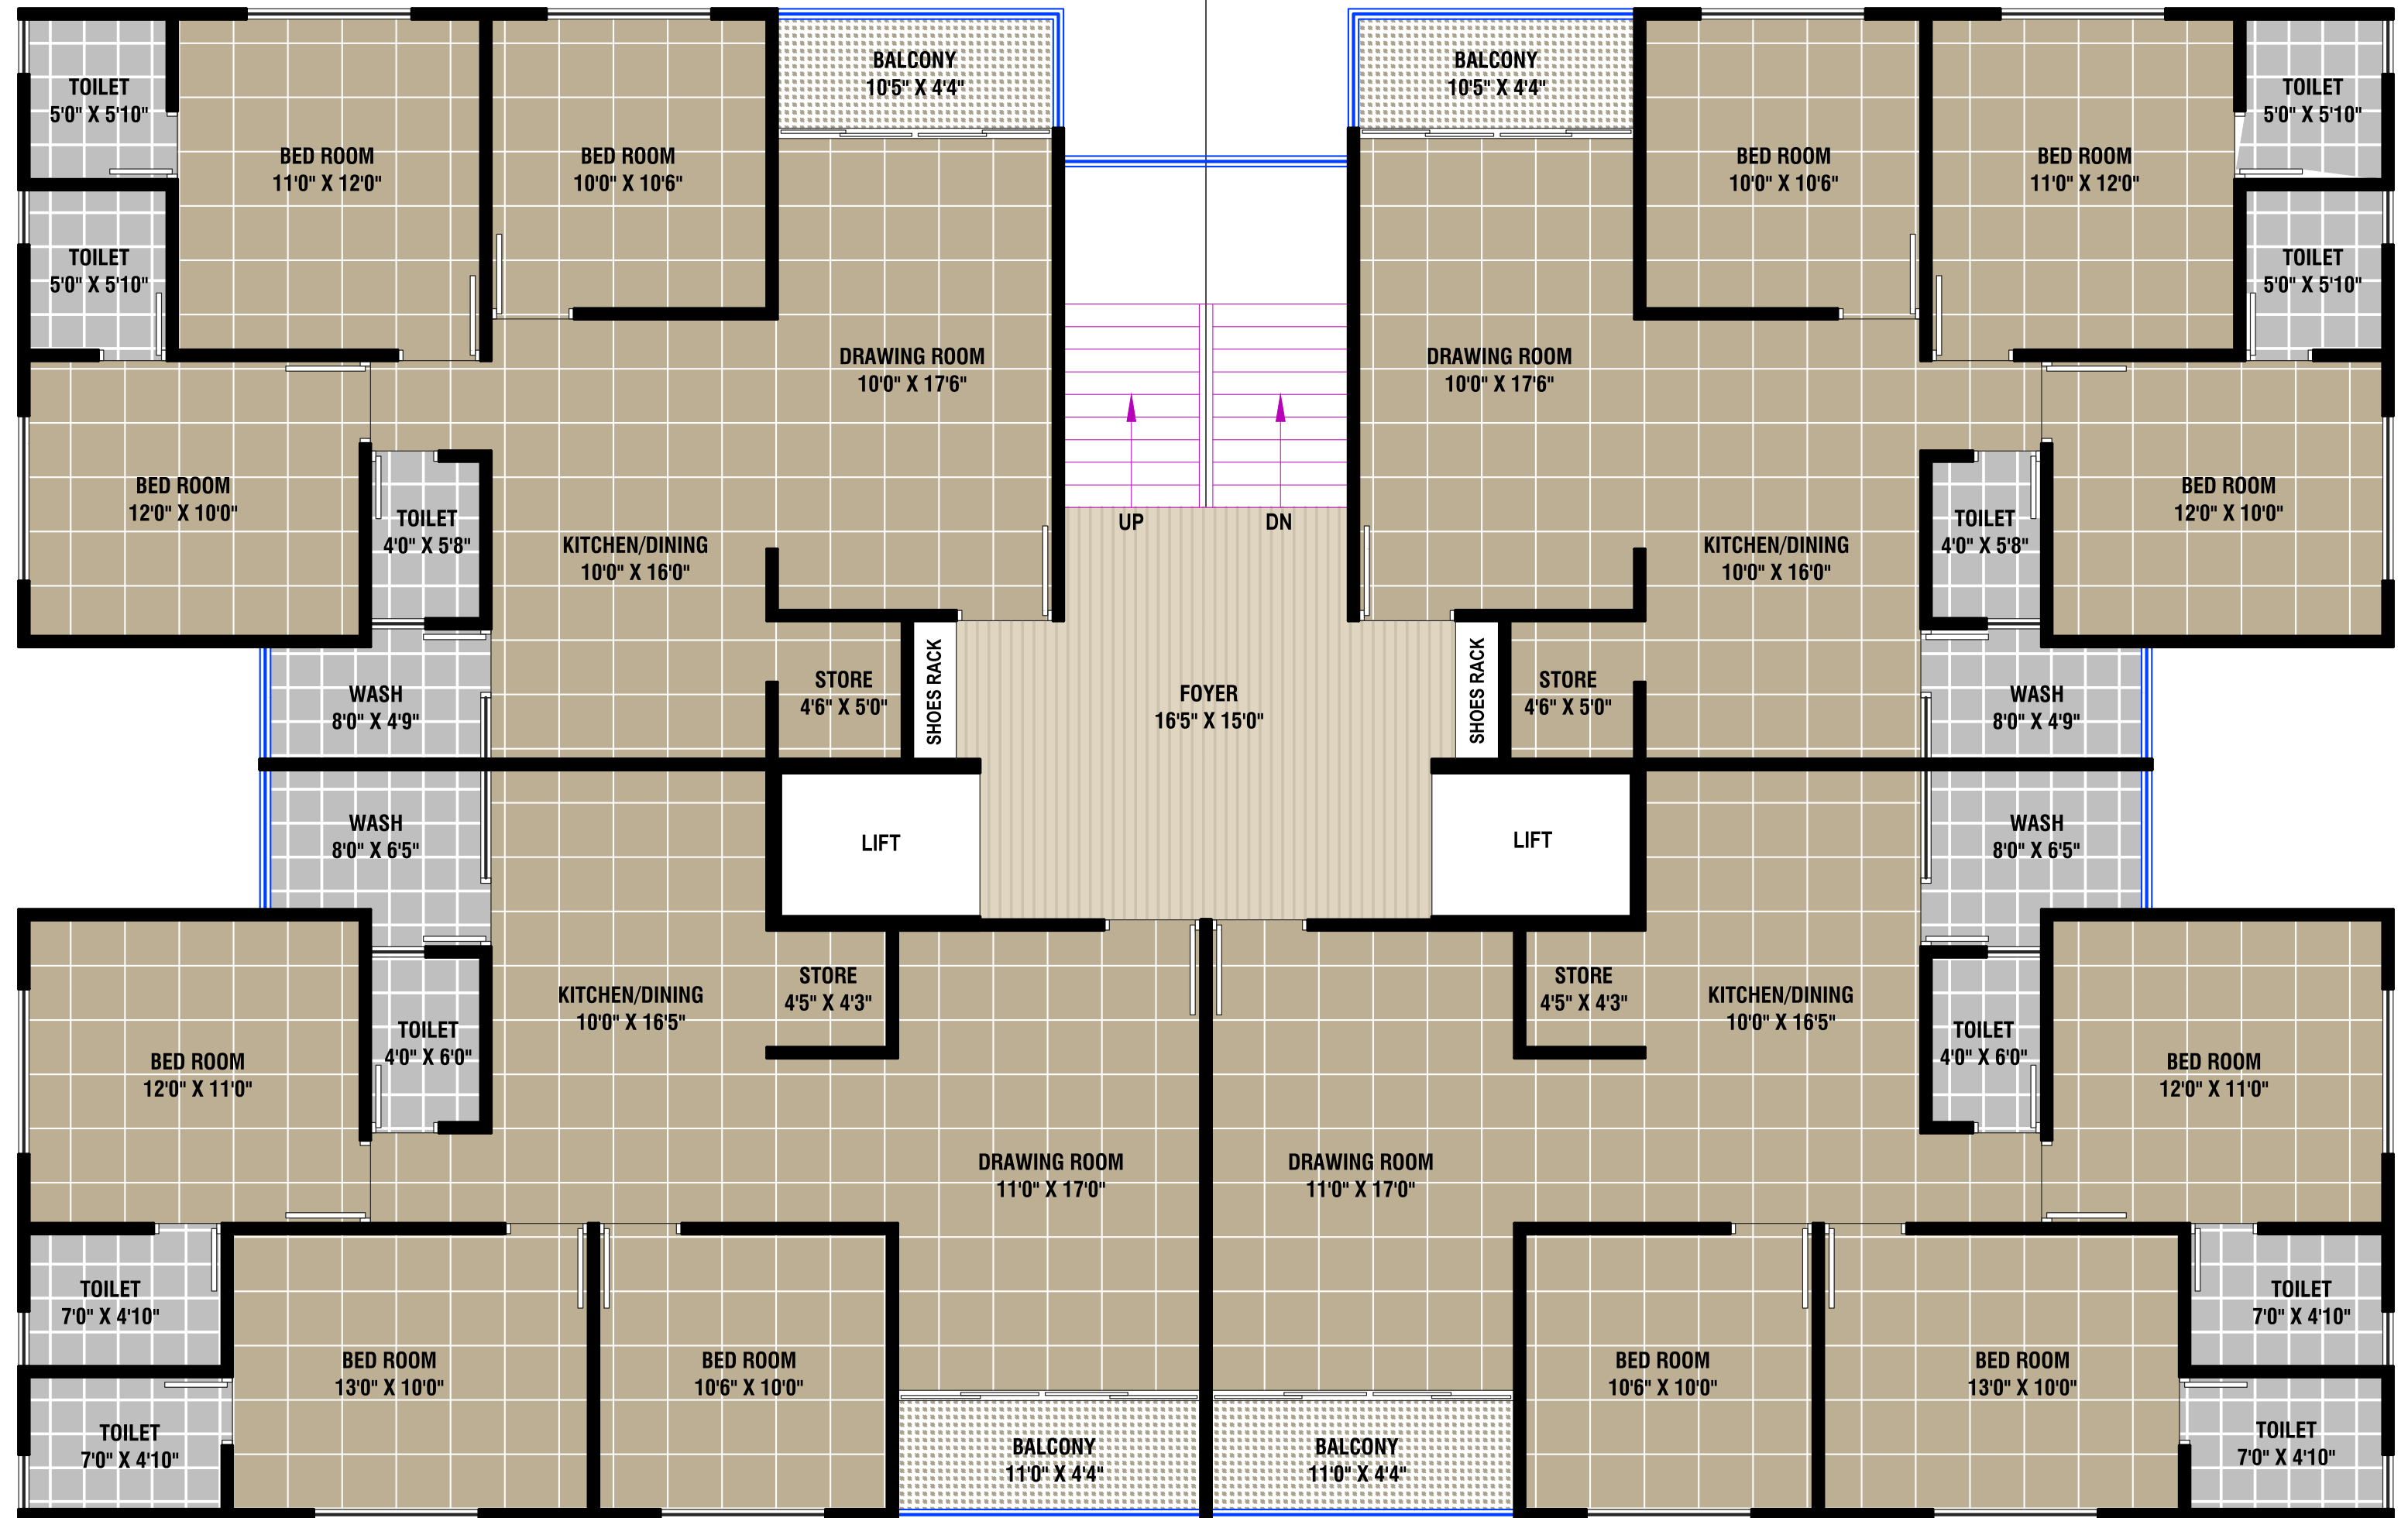 TOILET
5'0" X 5'10"
BED ROOM
11'0" X 12'0"
BED ROOM
10'0" X 10'6"
BALCONY
10'5" X 4'4"
BALCONY
10'5" X 4'4"
BED ROOM
10'0" X 10'6"
BED ROOM
11'0" X 12'0"
TOILET
5'0" X 5'10"
TOILET
5'0" X 5'10"
TOILET
5'0" X 5'10"
DRAWING ROOM
10'0" X 17'6"
DRAWING ROOM
10'0" X 17'6"
BED ROOM
12'0" X 10'0"
TOILET
4'0" X 5'8"
KITCHEN/DINING
10'0" X 16'0"
UP
DN
KITCHEN/DINING
10'0" X 16'0"
TOILET
4'0" X 5'8"
BED ROOM
12'0" X 10'0"
WASH
8'0" X 4'9"
STORE
4'6" X 5'0"
SHOES RACK
FOYER
16'5" X 15'0"
SHOES RACK
STORE
4'6" X 5'0"
WASH
8'0" X 4'9"
WASH
8'0" X 6'5"
LIFT
LIFT
WASH
8'0" X 6'5"
BED ROOM
12'0" X 11'0"
TOILET
4'0" X 6'0"
KITCHEN/DINING
10'0" X 16'5"
STORE
4'5" X 4'3"
STORE
4'5" X 4'3"
KITCHEN/DINING
10'0" X 16'5"
TOILET
4'0" X 6'0"
BED ROOM
12'0" X 11'0"
DRAWING ROOM
11'0" X 17'0"
DRAWING ROOM
11'0" X 17'0"
TOILET
7'0" X 4'10"
TOILET
7'0" X 4'10"
BED ROOM
13'0" X 10'0"
BED ROOM
10'6" X 10'0"
BED ROOM
10'6" X 10'0"
BED ROOM
13'0" X 10'0"
TOILET
7'0" X 4'10"
BALCONY
11'0" X 4'4"
BALCONY
11'0" X 4'4"
TOILET
7'0" X 4'10"